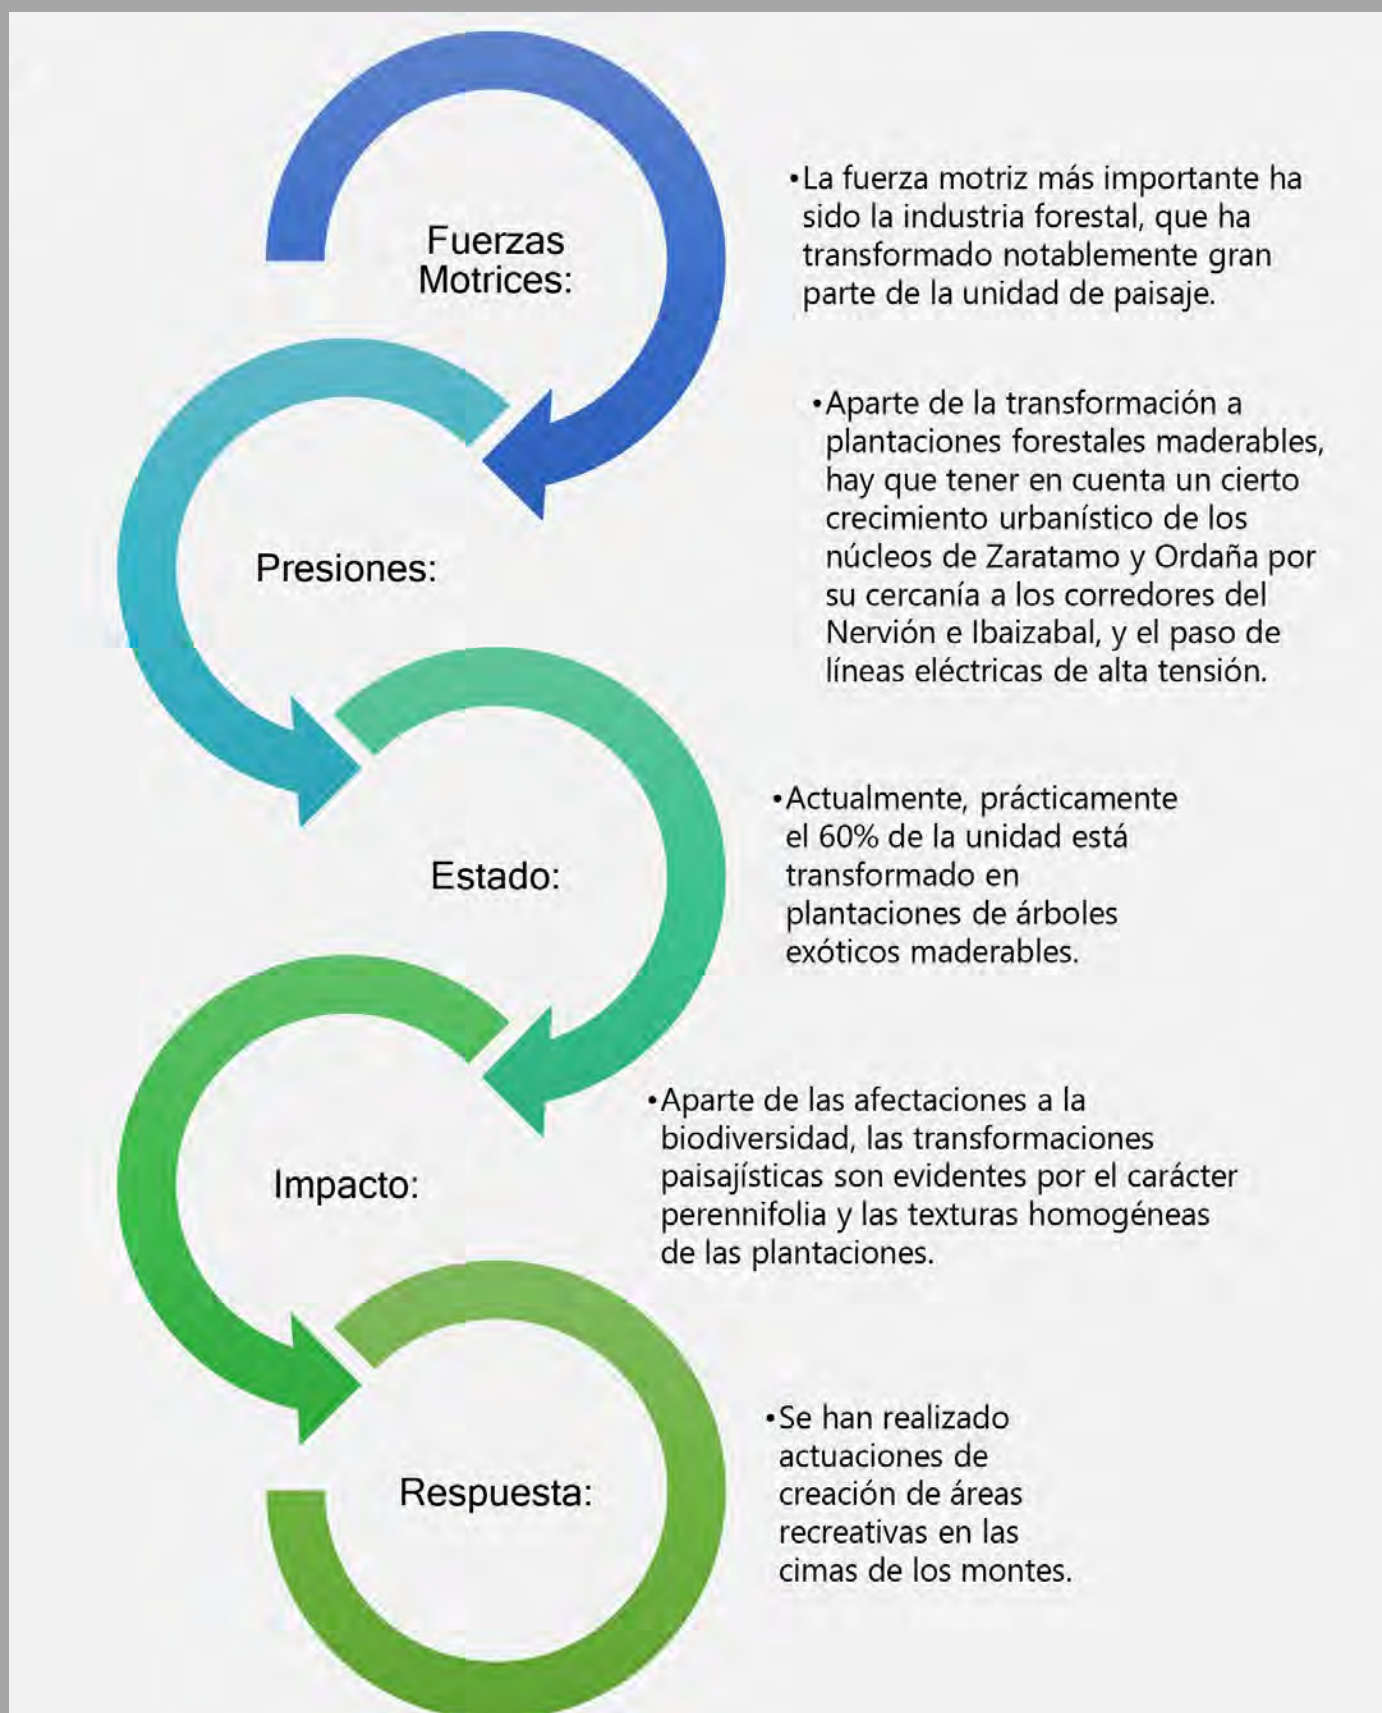 Fuerzas
Motrices:
•La fuerza motriz más importante ha
sido la industria forestal, que ha
transformado notablemente gran
parte de la unidad de paisaje.
Presiones:
•Aparte de la transformación a
plantaciones forestales maderables,
hay que tener en cuenta un cierto
crecimiento urbanístico de los
núcleos de Zaratamo y Ordaña por
su cercanía a los corredores del
Nervión e Ibaizabal, y el paso de
líneas eléctricas de alta tensión.
Estado:
•Actualmente, prácticamente
el 60% de la unidad está
transformado en
plantaciones de árboles
exóticos maderables.
Impacto:
•Aparte de las afectaciones a la
biodiversidad, las transformaciones
paisajísticas son evidentes por el carácter
perennifolia y las texturas homogéneas
de las plantaciones.
Respuesta:
•Se han realizado
actuaciones de
creación de áreas
recreativas en las
cimas de los montes.